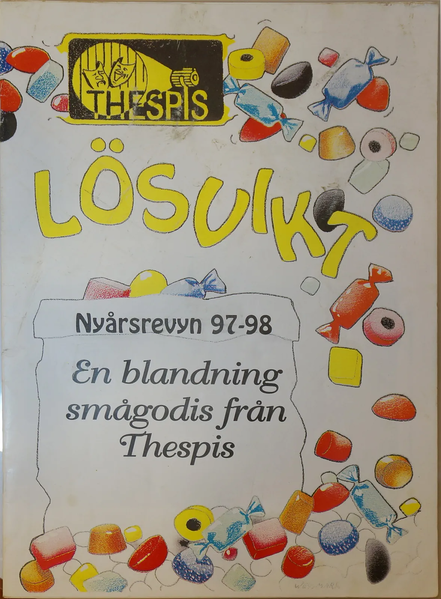 THESPIS
LÖSVIKT
Nyårsrevyn 97-98
En blandning
smågodis från
Thespis